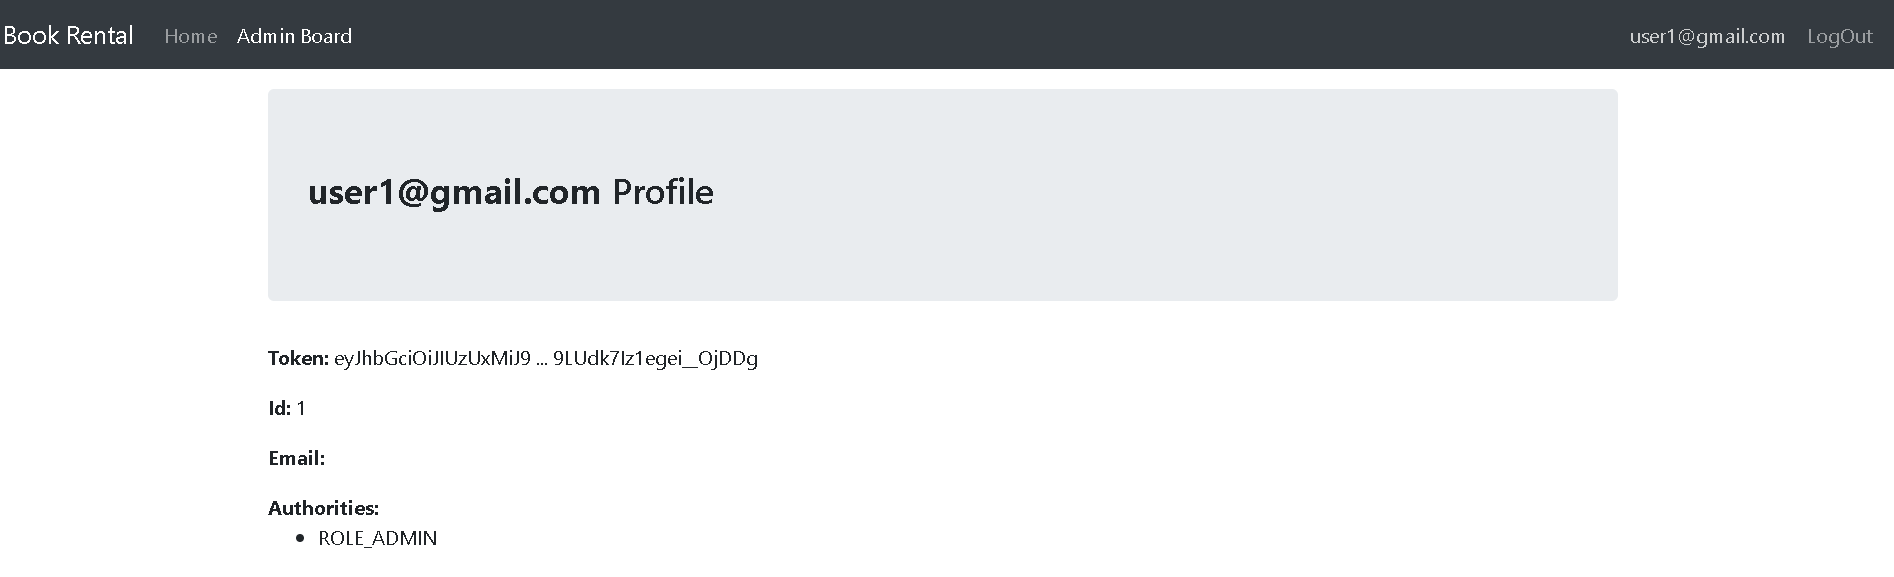 Book Rental Home Admin Board user1@gmail.com LogOut
user1@gmail.com Profile
Token: eyJhbGciOiJIUzUxMiJ9 ... 9LUdk7Iz1egei__OjDDg
Id: 1
Email:
Authorities:
ROLE_ADMIN